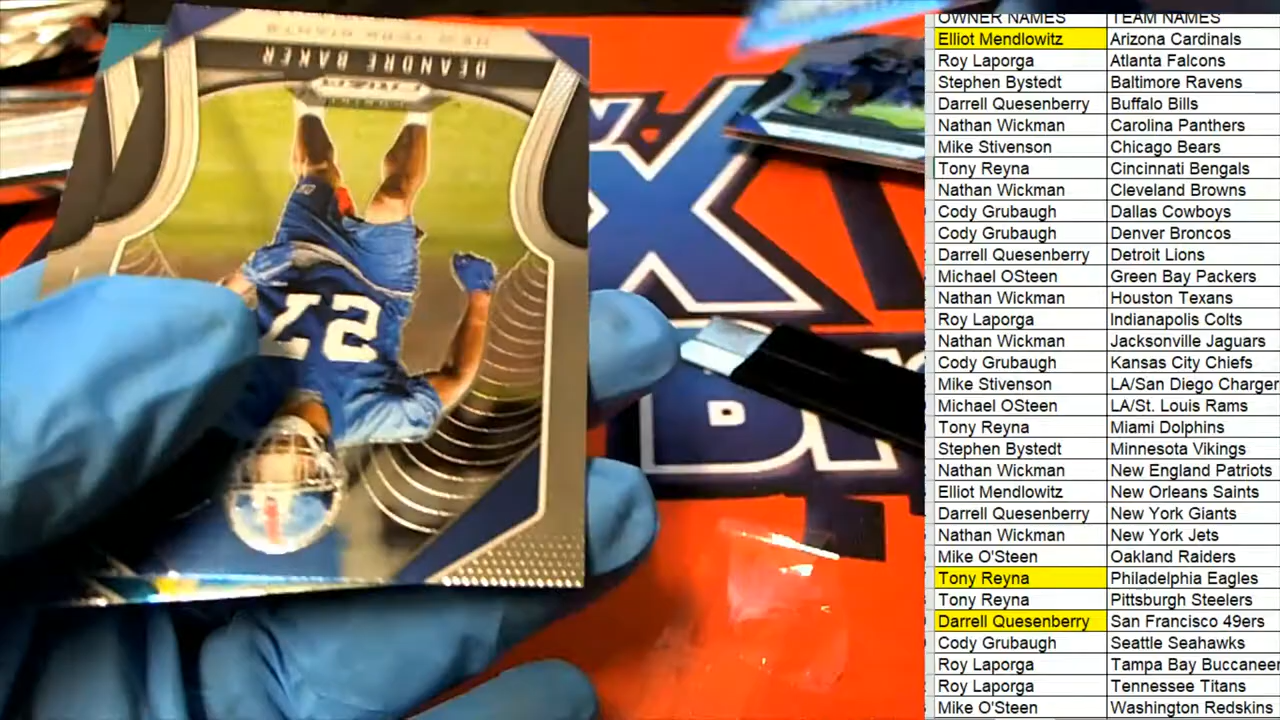 NEW YORK GIANTS
DEANDRE BAKER
PRIZM
27
X
OWNER NAMES TEAM NAMES
Elliot Mendlowitz Arizona Cardinals
Roy Laporga Atlanta Falcons
Stephen Bystedt Baltimore Ravens
Darrell Quesenberry Buffalo Bills
Nathan Wickman Carolina Panthers
Mike Stivenson Chicago Bears
Tony Reyna Cincinnati Bengals
Nathan Wickman Cleveland Browns
Cody Grubaugh Dallas Cowboys
Cody Grubaugh Denver Broncos
Darrell Quesenberry Detroit Lions
Michael OSteen Green Bay Packers
Nathan Wickman Houston Texans
Roy Laporga Indianapolis Colts
Nathan Wickman Jacksonville Jaguars
Cody Grubaugh Kansas City Chiefs
Mike Stivenson LA/San Diego Charger
Michael OSteen LA/St. Louis Rams
Tony Reyna Miami Dolphins
Stephen Bystedt Minnesota Vikings
Nathan Wickman New England Patriots
Elliot Mendlowitz New Orleans Saints
Darrell Quesenberry New York Giants
Nathan Wickman New York Jets
Mike O'Steen Oakland Raiders
Tony Reyna Philadelphia Eagles
Tony Reyna Pittsburgh Steelers
Darrell Quesenberry San Francisco 49ers
Cody Grubaugh Seattle Seahawks
Roy Laporga Tampa Bay Buccaneer
Roy Laporga Tennessee Titans
Mike O'Steen Washington Redskins